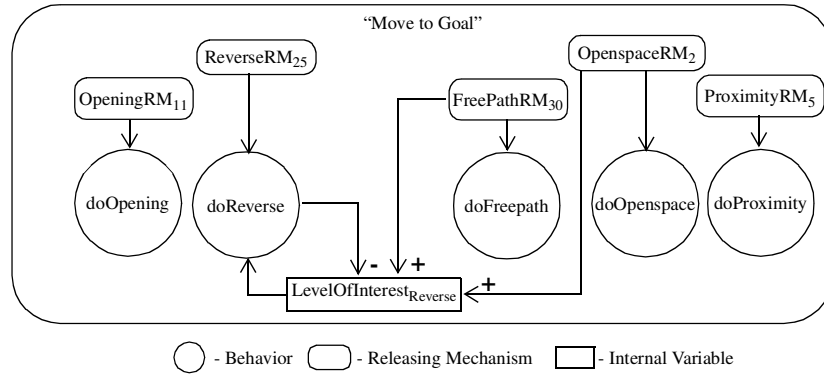 “Move to Goal”
ReverseRM25
OpenspaceRM2
OpeningRM11
FreePathRM30
ProximityRM5
doOpening
doReverse
doFreepath
doOpenspace
doProximity
- + +
LevelOfInterestReverse
- Behavior - Releasing Mechanism - Internal Variable